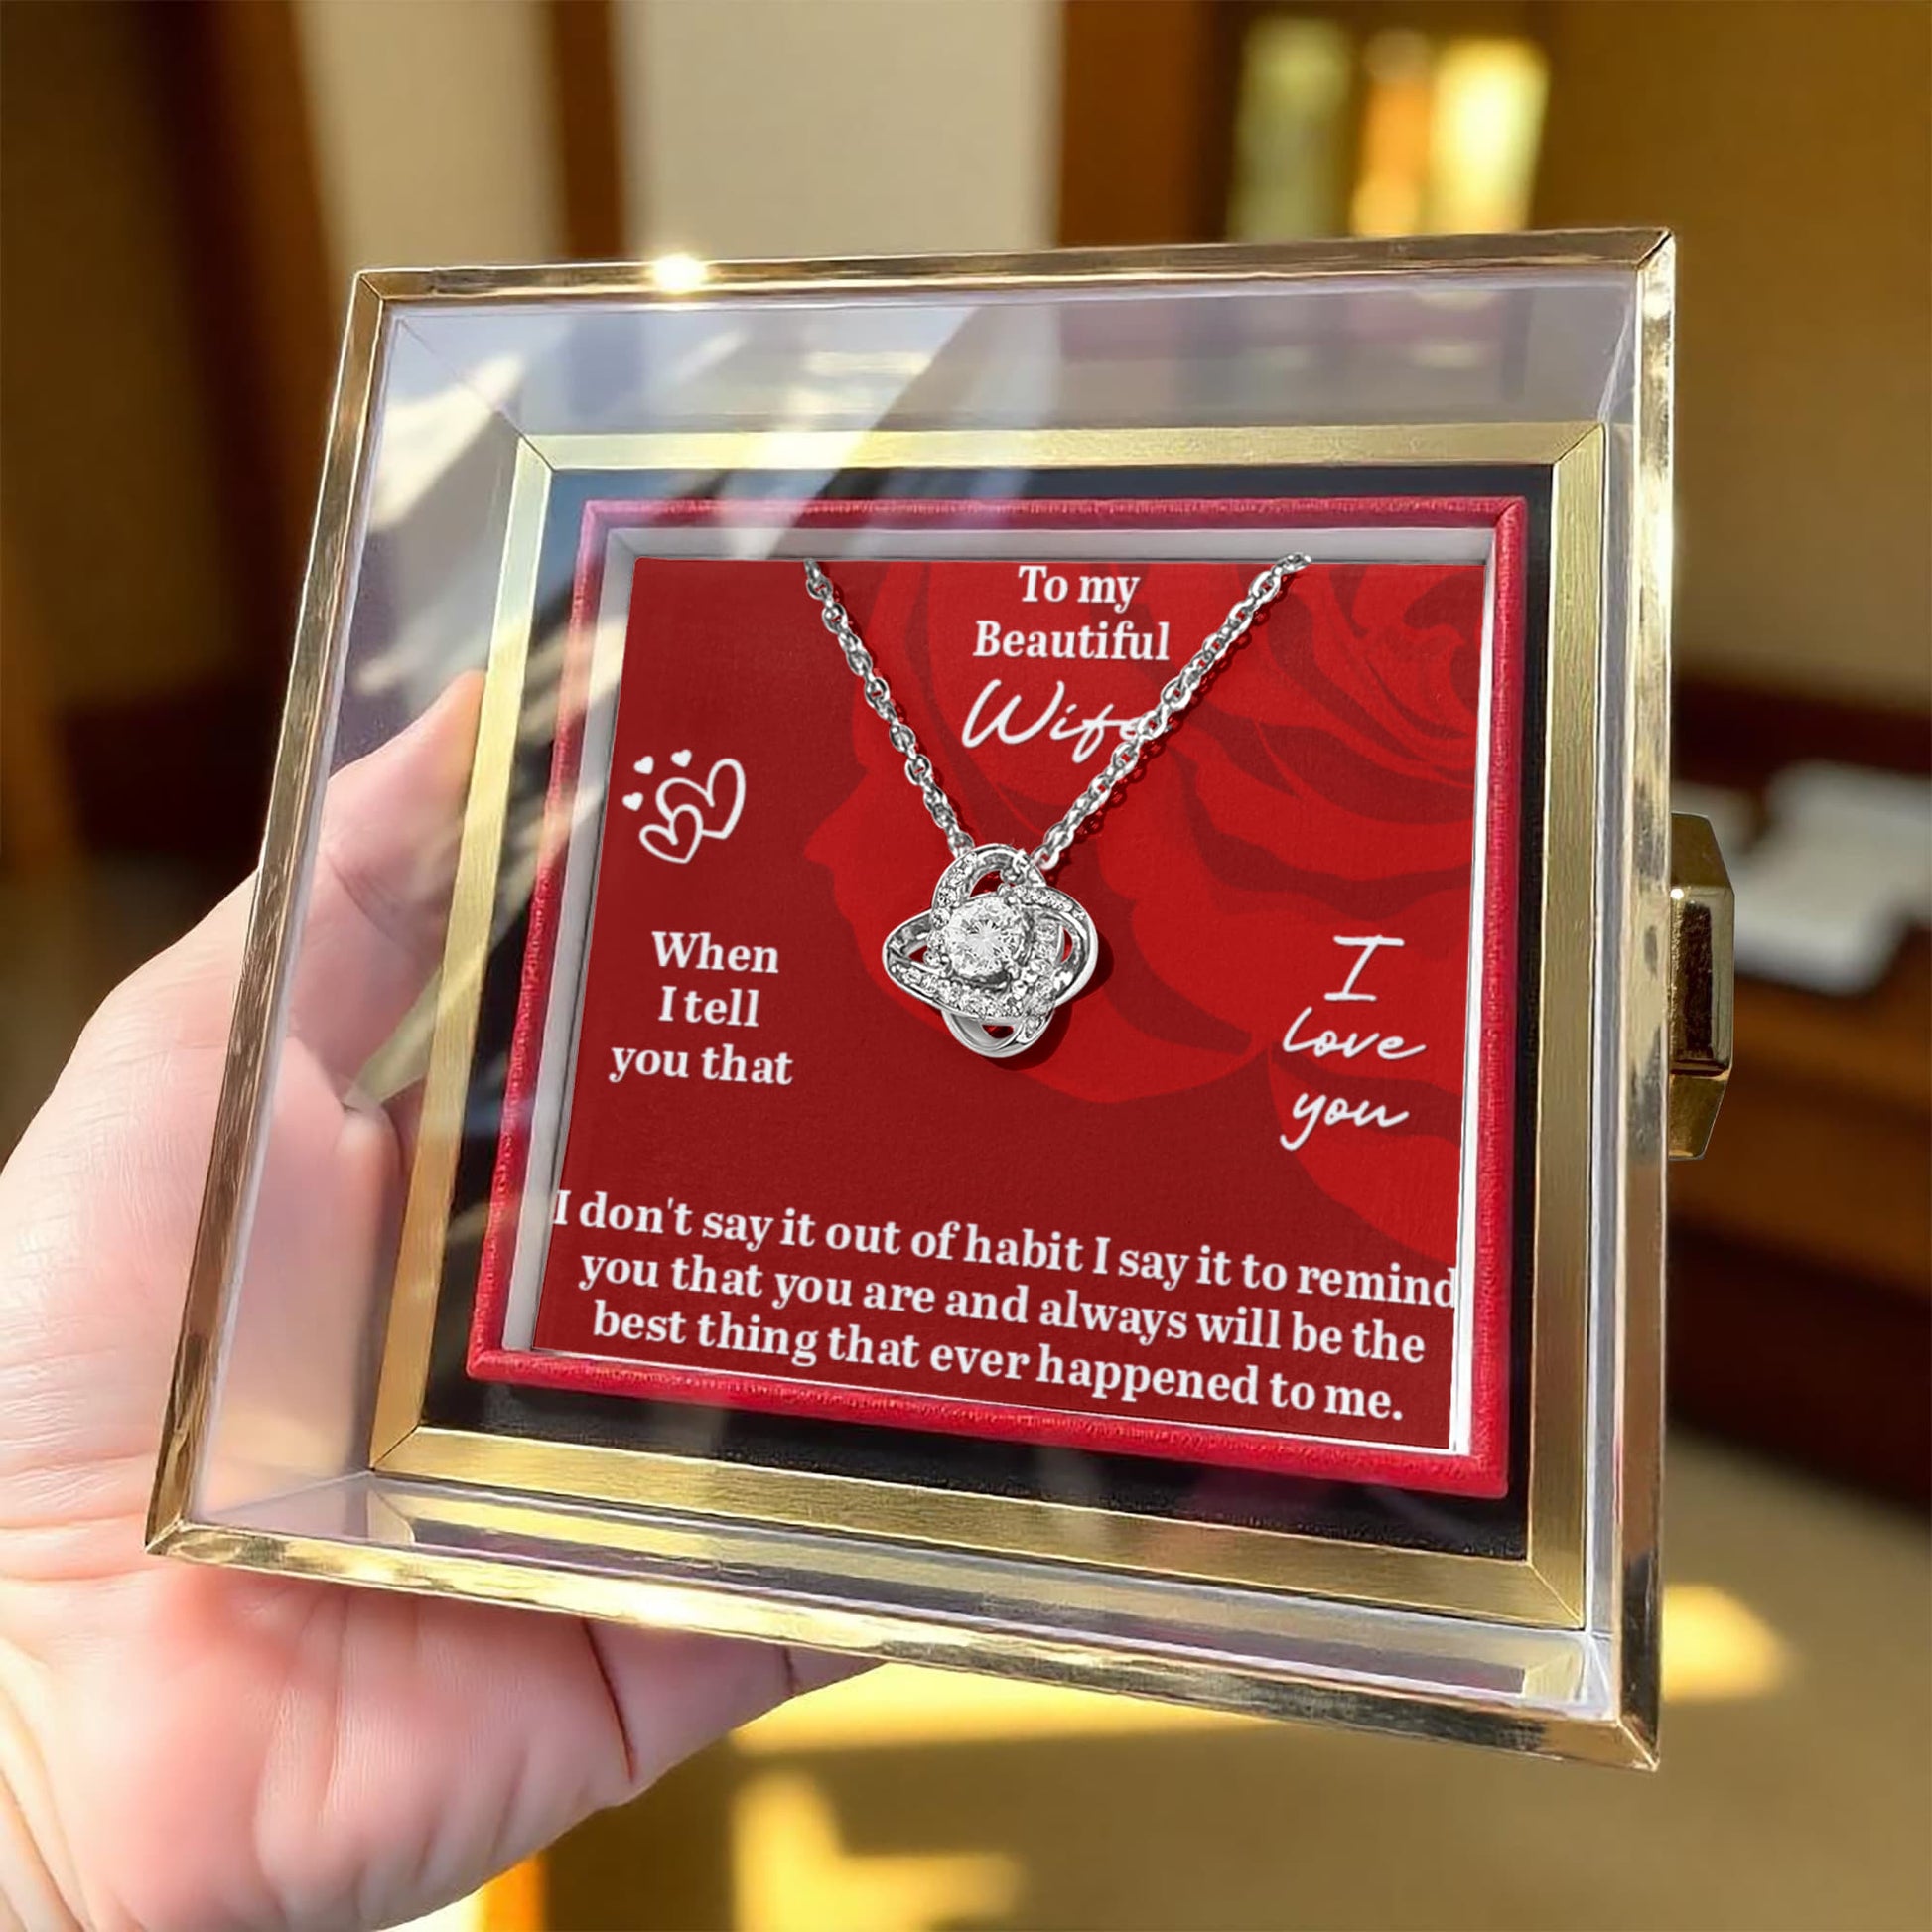 To my
Beautiful
Wife
When
I tell
you that
I
love
you
I don't say it out of habit I say it to remind
you that you are and always will be the
best thing that ever happened to me.